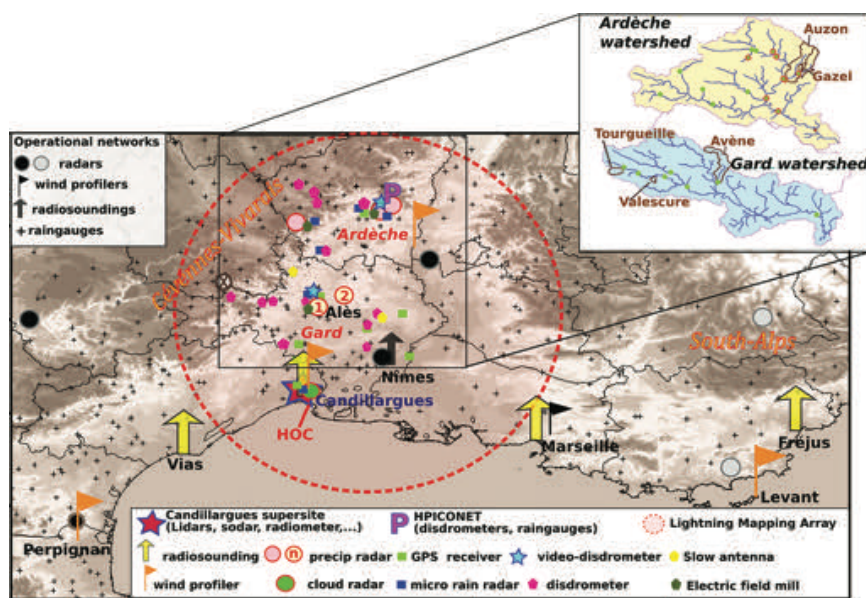 Ardèche
watershed
Auzon
Gazel
Tourgueille
Avène
Gard watershed
Valescure
Operational networks
radars
wind profilers
radiosoundings
raingauges
Cévennes-Vivarais
P
Ardèche
1
2
Alès
Gard
Nîmes
South-Alps
Candillargues
HOC
Vias
Marseille
Fréjus
Levant
Perpignan
Candillargues supersite
(Lidars, sodar, radiometer,...)
P HPICONET
(disdrometers, raingauges)
Lightning Mapping Array
radiosounding
n precip radar
GPS receiver
video-disdrometer
Slow antenna
wind profiler
cloud radar
micro rain radar
disdrometer
Electric field mill